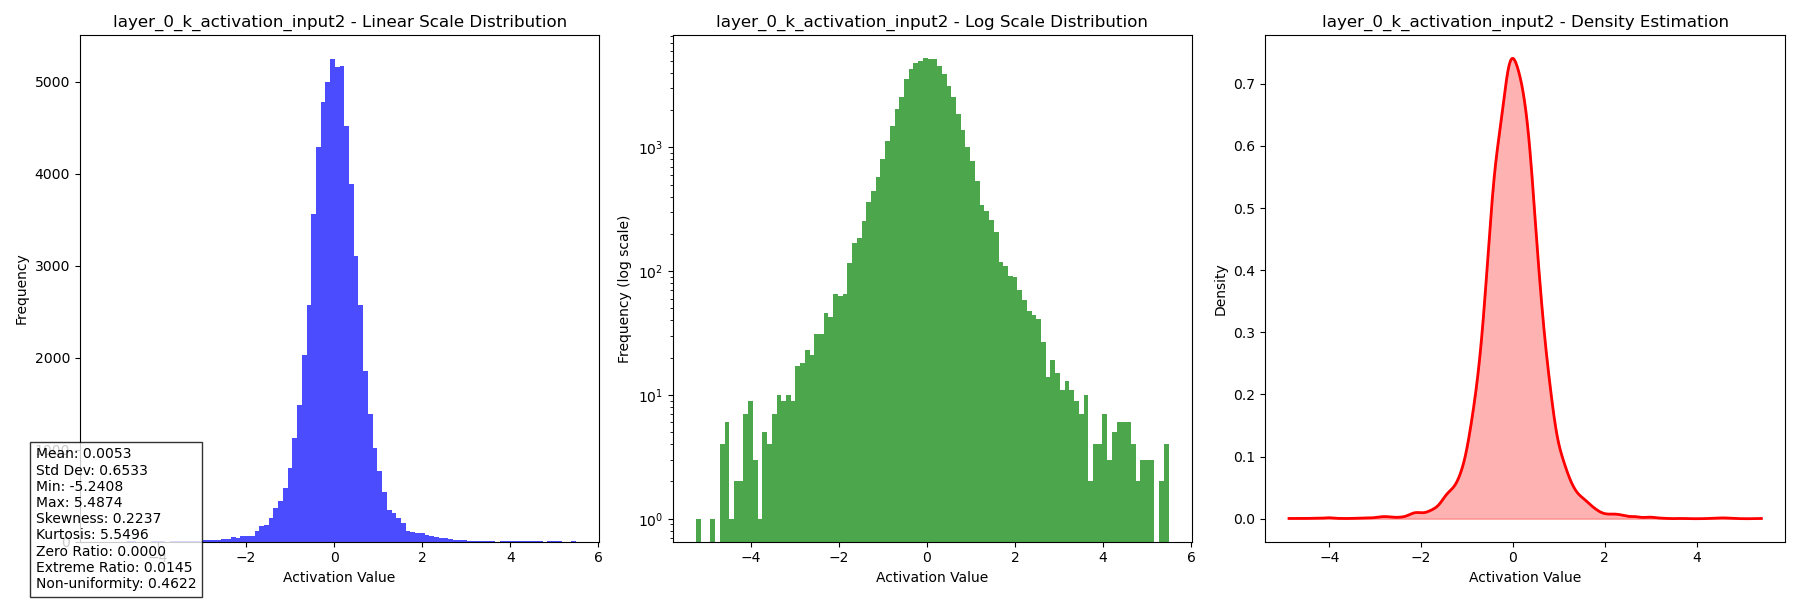 layer_0_k_activation_input2 - Linear Scale Distribution
5000
4000
3000
2000
1000
0
Frequency
−4
−2
0
2
4
6
Activation Value
Mean: 0.0053
Std Dev: 0.6533
Min: -5.2408
Max: 5.4874
Skewness: 0.2237
Kurtosis: 5.5496
Zero Ratio: 0.0000
Extreme Ratio: 0.0145
Non-uniformity: 0.4622
layer_0_k_activation_input2 - Log Scale Distribution
10³
10²
10¹
10⁰
Frequency (log scale)
−4
−2
0
2
4
6
Activation Value
layer_0_k_activation_input2 - Density Estimation
0.7
0.6
0.5
0.4
0.3
0.2
0.1
0.0
Density
−4
−2
0
2
4
Activation Value